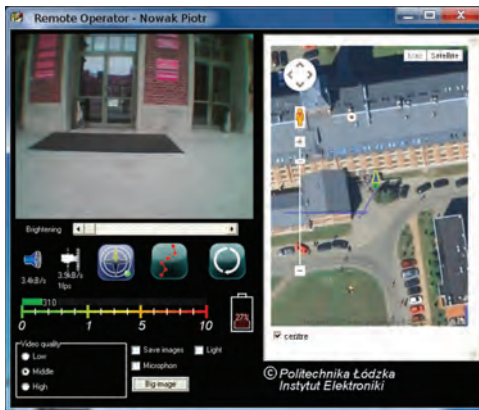 Remote Operator - Nowak Piotr
Map Satellite
Brightening
3.4kB/s
3.9kB/s
310
0 1 5 10
27%
Video quality
Low
Middle
High
Save images Light
Microphon
Big image
centre
© Politechnika Łódzka
Instytut Elektroniki